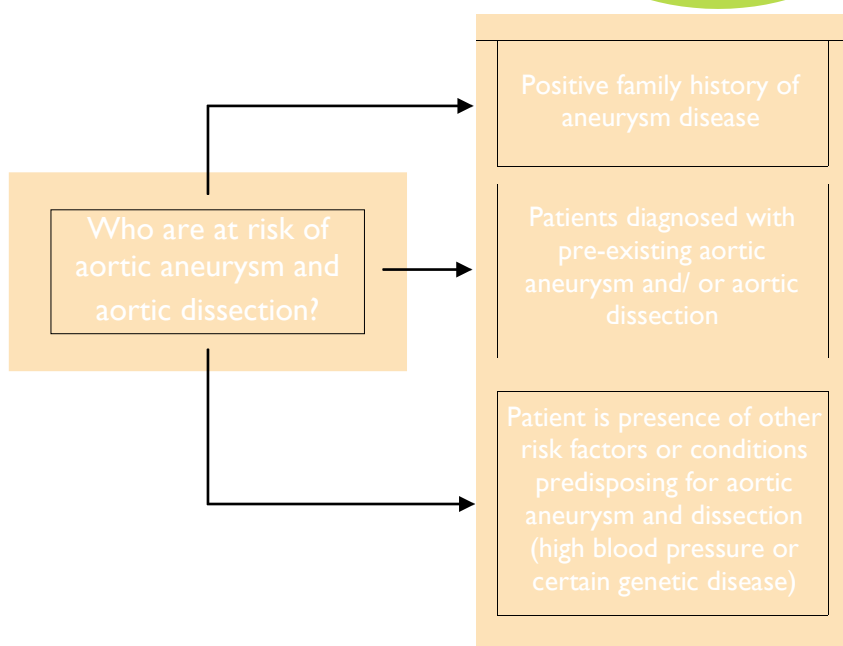 Who are at risk of
aortic aneurysm and
aortic dissection?
Positive family history of
aneurysm disease
Patients diagnosed with
pre-existing aortic
aneurysm and/ or aortic
dissection
Patient is presence of other
risk factors or conditions
predisposing for aortic
aneurysm and dissection
(high blood pressure or
certain genetic disease)